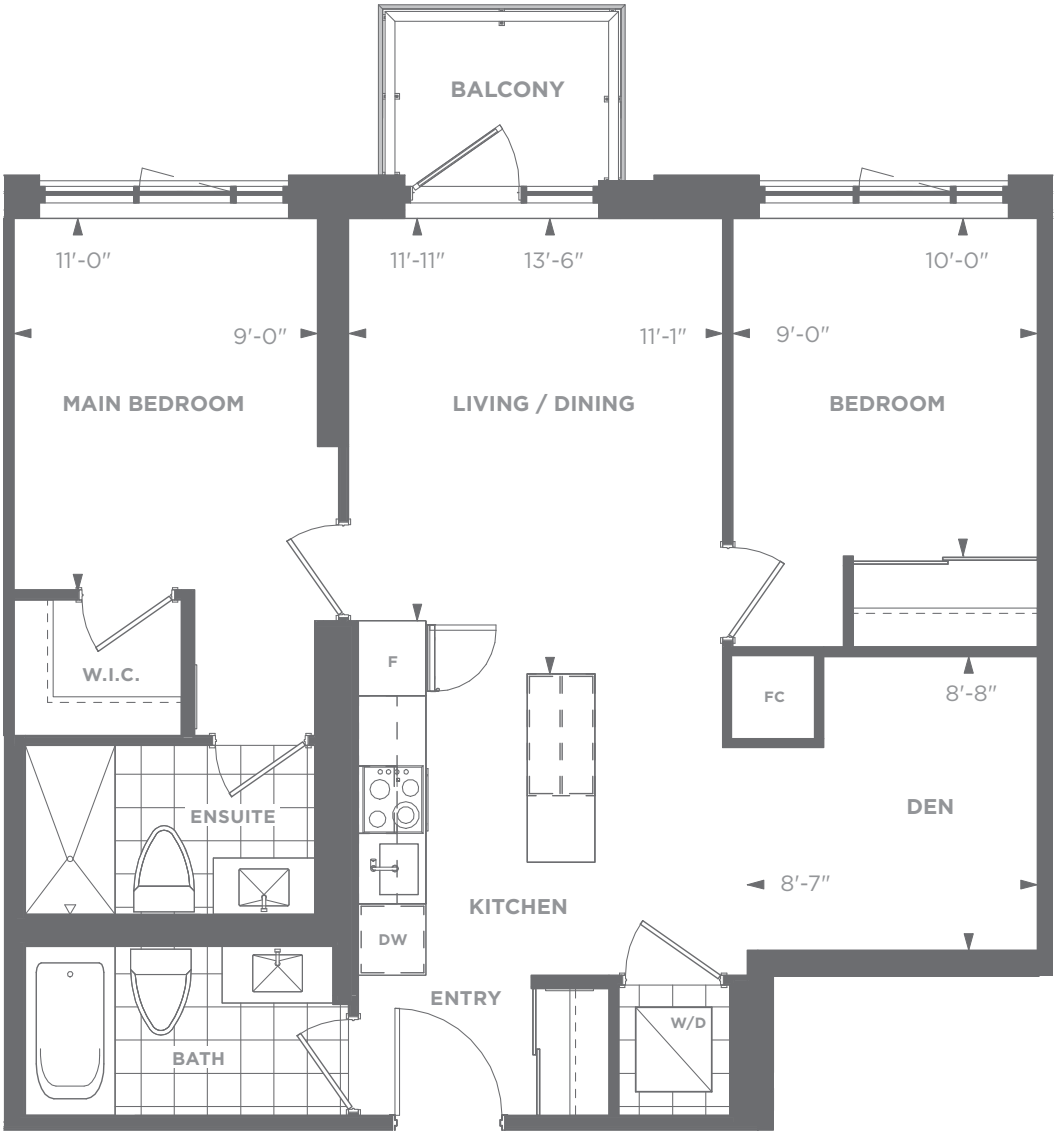 BALCONY
11'-0"
11'-11"
13'-6"
10'-0"
9'-0"
11'-1"
9'-0"
MAIN BEDROOM
LIVING / DINING
BEDROOM
F
W.I.C.
FC
8'-8"
ENSUITE
DEN
8'-7"
KITCHEN
DW
ENTRY
W/D
BATH